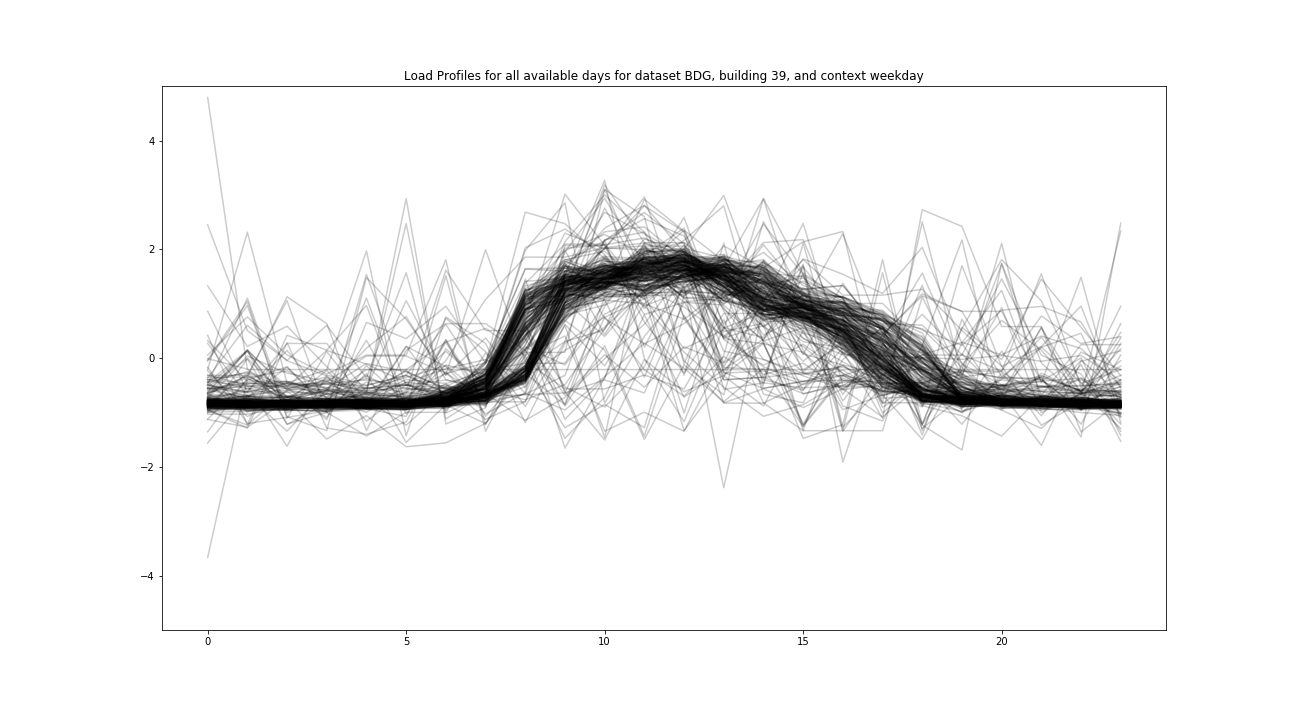 Load Profiles for all available days for dataset BDG, building 39, and context weekday
4
2
0
−2
−4
0 5 10 15 20